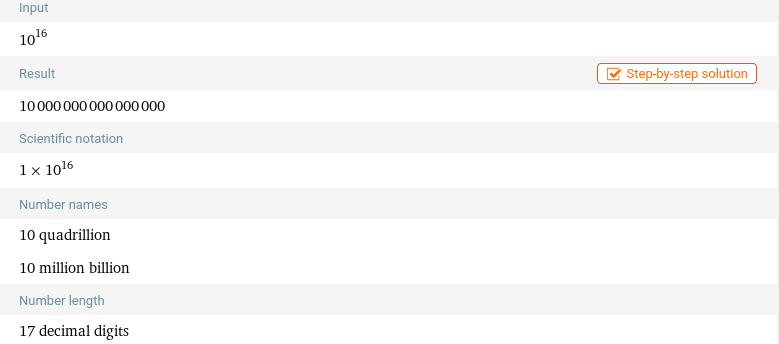 Input
10^16
Result
Step-by-step solution
10 000 000 000 000 000
Scientific notation
1 × 10^16
Number names
10 quadrillion
10 million billion
Number length
17 decimal digits